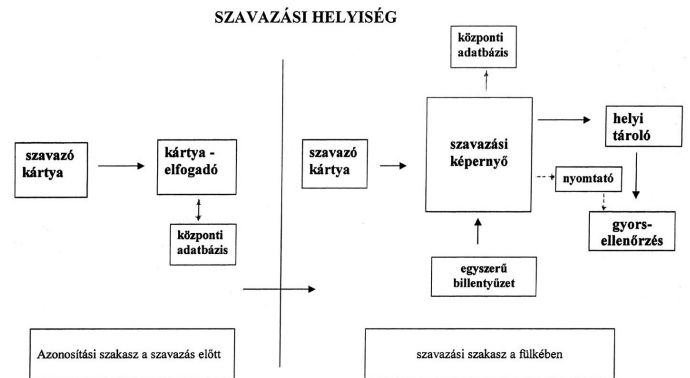 SZAVAZÁSI HELYISÉG
szavazó
kártya
kártya -
elfogadó
központi
adatbázis
Azonosítási szakasz a szavazás előtt
központi
adatbázis
szavazó
kártya
szavazási
képernyő
helyi
tároló
nyomtató
gyors-
ellenőrzés
egyszerű
billentyűzet
szavazási szakasz a fülkében